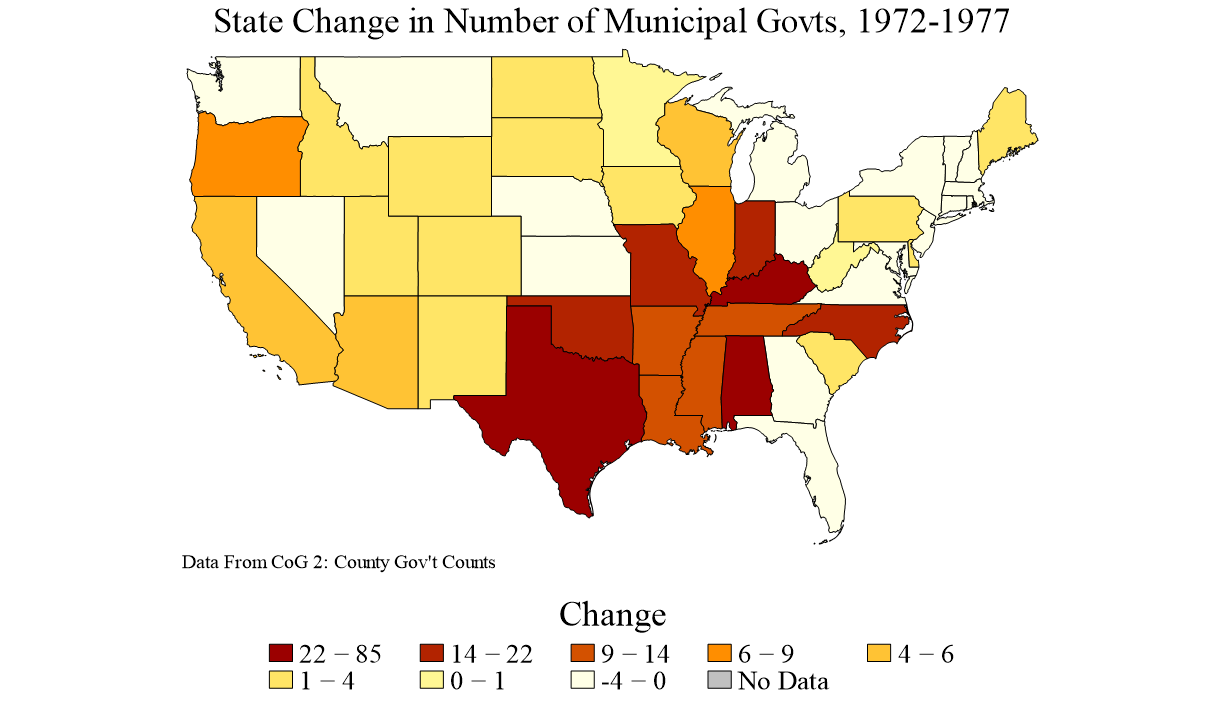 State Change in Number of Municipal Govts, 1972-1977
Data From CoG 2: County Gov't Counts
Change
22 − 85 14 − 22 9 − 14 6 − 9 4 − 6
1 − 4 0 − 1 -4 − 0 No Data